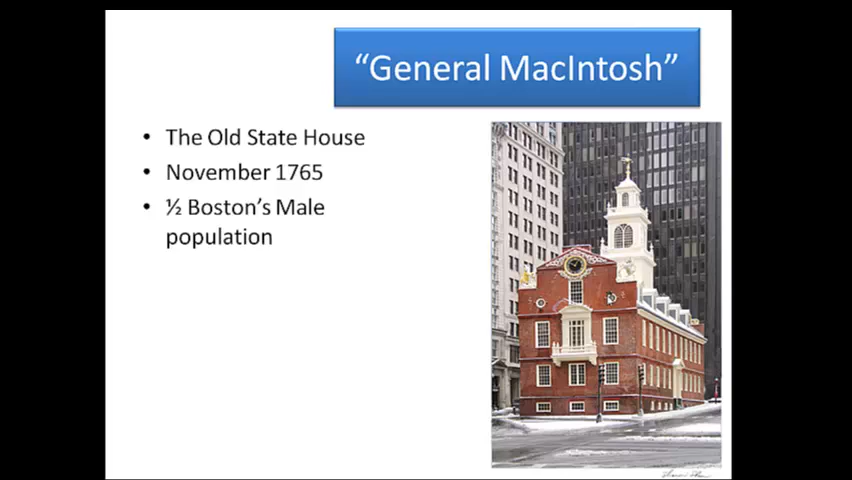 “General MacIntosh”
• The Old State House
• November 1765
• ½ Boston’s Male
population